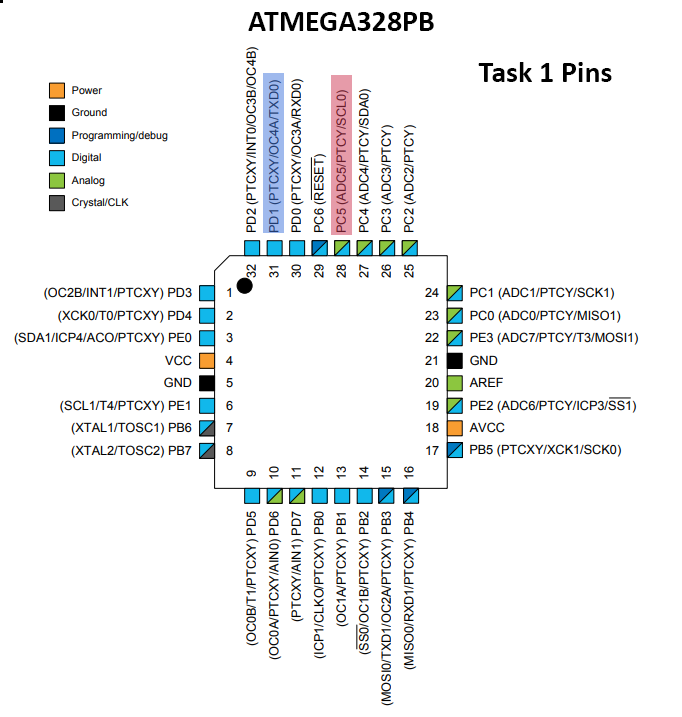 ATMEGA328PB
Task 1 Pins
Power
Ground
Programming/debug
Digital
Analog
Crystal/CLK
PD2 (PTCXY/INT0/OC3B/OC4B)
PD1 (PTCXY/OC4A/TXD0)
PD0 (PTCXY/OC3A/RXD0)
PC6 (RESET)
PC5 (ADC5/PTCY/SCL0)
PC4 (ADC4/PTCY/SDA0)
PC3 (ADC3/PTCY)
PC2 (ADC2/PTCY)
32
31
30
29
28
27
26
25
(OC2B/INT1/PTCXY) PD3 1
(XCK0/T0/PTCXY) PD4 2
(SDA1/ICP4/ACO/PTCXY) PE0 3
VCC 4
GND 5
(SCL1/T4/PTCXY) PE1 6
(XTAL1/TOSC1) PB6 7
(XTAL2/TOSC2) PB7 8
24 PC1 (ADC1/PTCY/SCK1)
23 PC0 (ADC0/PTCY/MISO1)
22 PE3 (ADC7/PTCY/T3/MOSI1)
21 GND
20 AREF
19 PE2 (ADC6/PTCY/ICP3/SS1)
18 AVCC
17 PB5 (PTCXY/XCK1/SCK0)
9
10
11
12
13
14
15
16
(OC0B/T1/PTCXY) PD5
(OC0A/PTCXY/AIN0) PD6
(PTCXY/AIN1) PD7
(ICP1/CLKO/PTCXY) PB0
(OC1A/PTCXY) PB1
(SS0/OC1B/PTCXY) PB2
(MOSI0/TXD1/OC2A/PTCXY) PB3
(MISO0/RXD1/PTCXY) PB4